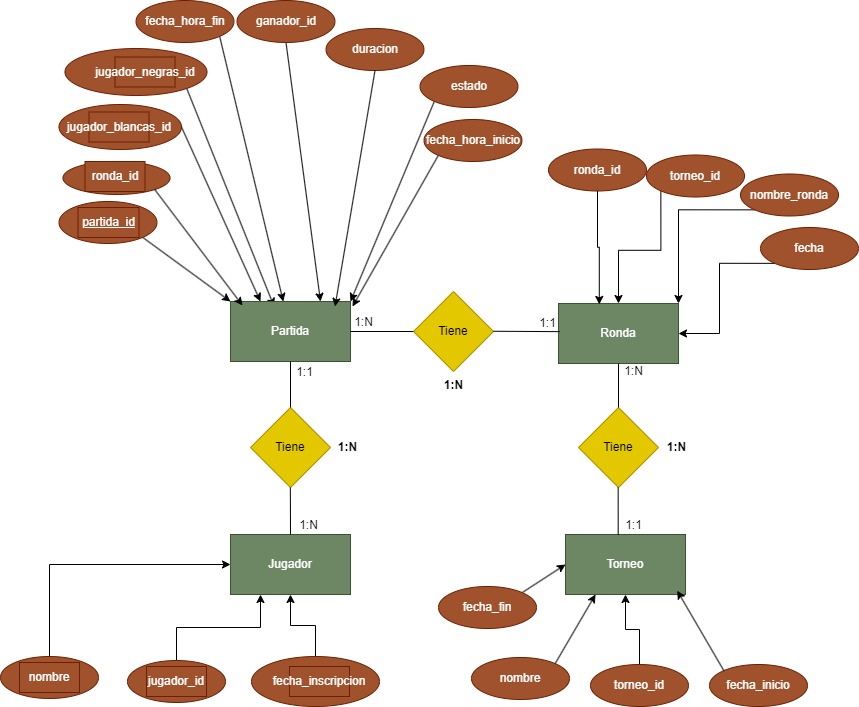 fecha_hora_fin
ganador_id
duracion
jugador_negras_id
estado
jugador_blancas_id
fecha_hora_inicio
ronda_id
partida_id
ronda_id
torneo_id
nombre_ronda
fecha
Partida
1:N
Tiene
1:1
Ronda
1:N
1:1
1:N
Tiene
1:N
Tiene
1:N
1:N
1:1
Jugador
Torneo
fecha_fin
nombre
jugador_id
fecha_inscripcion
nombre
torneo_id
fecha_inicio